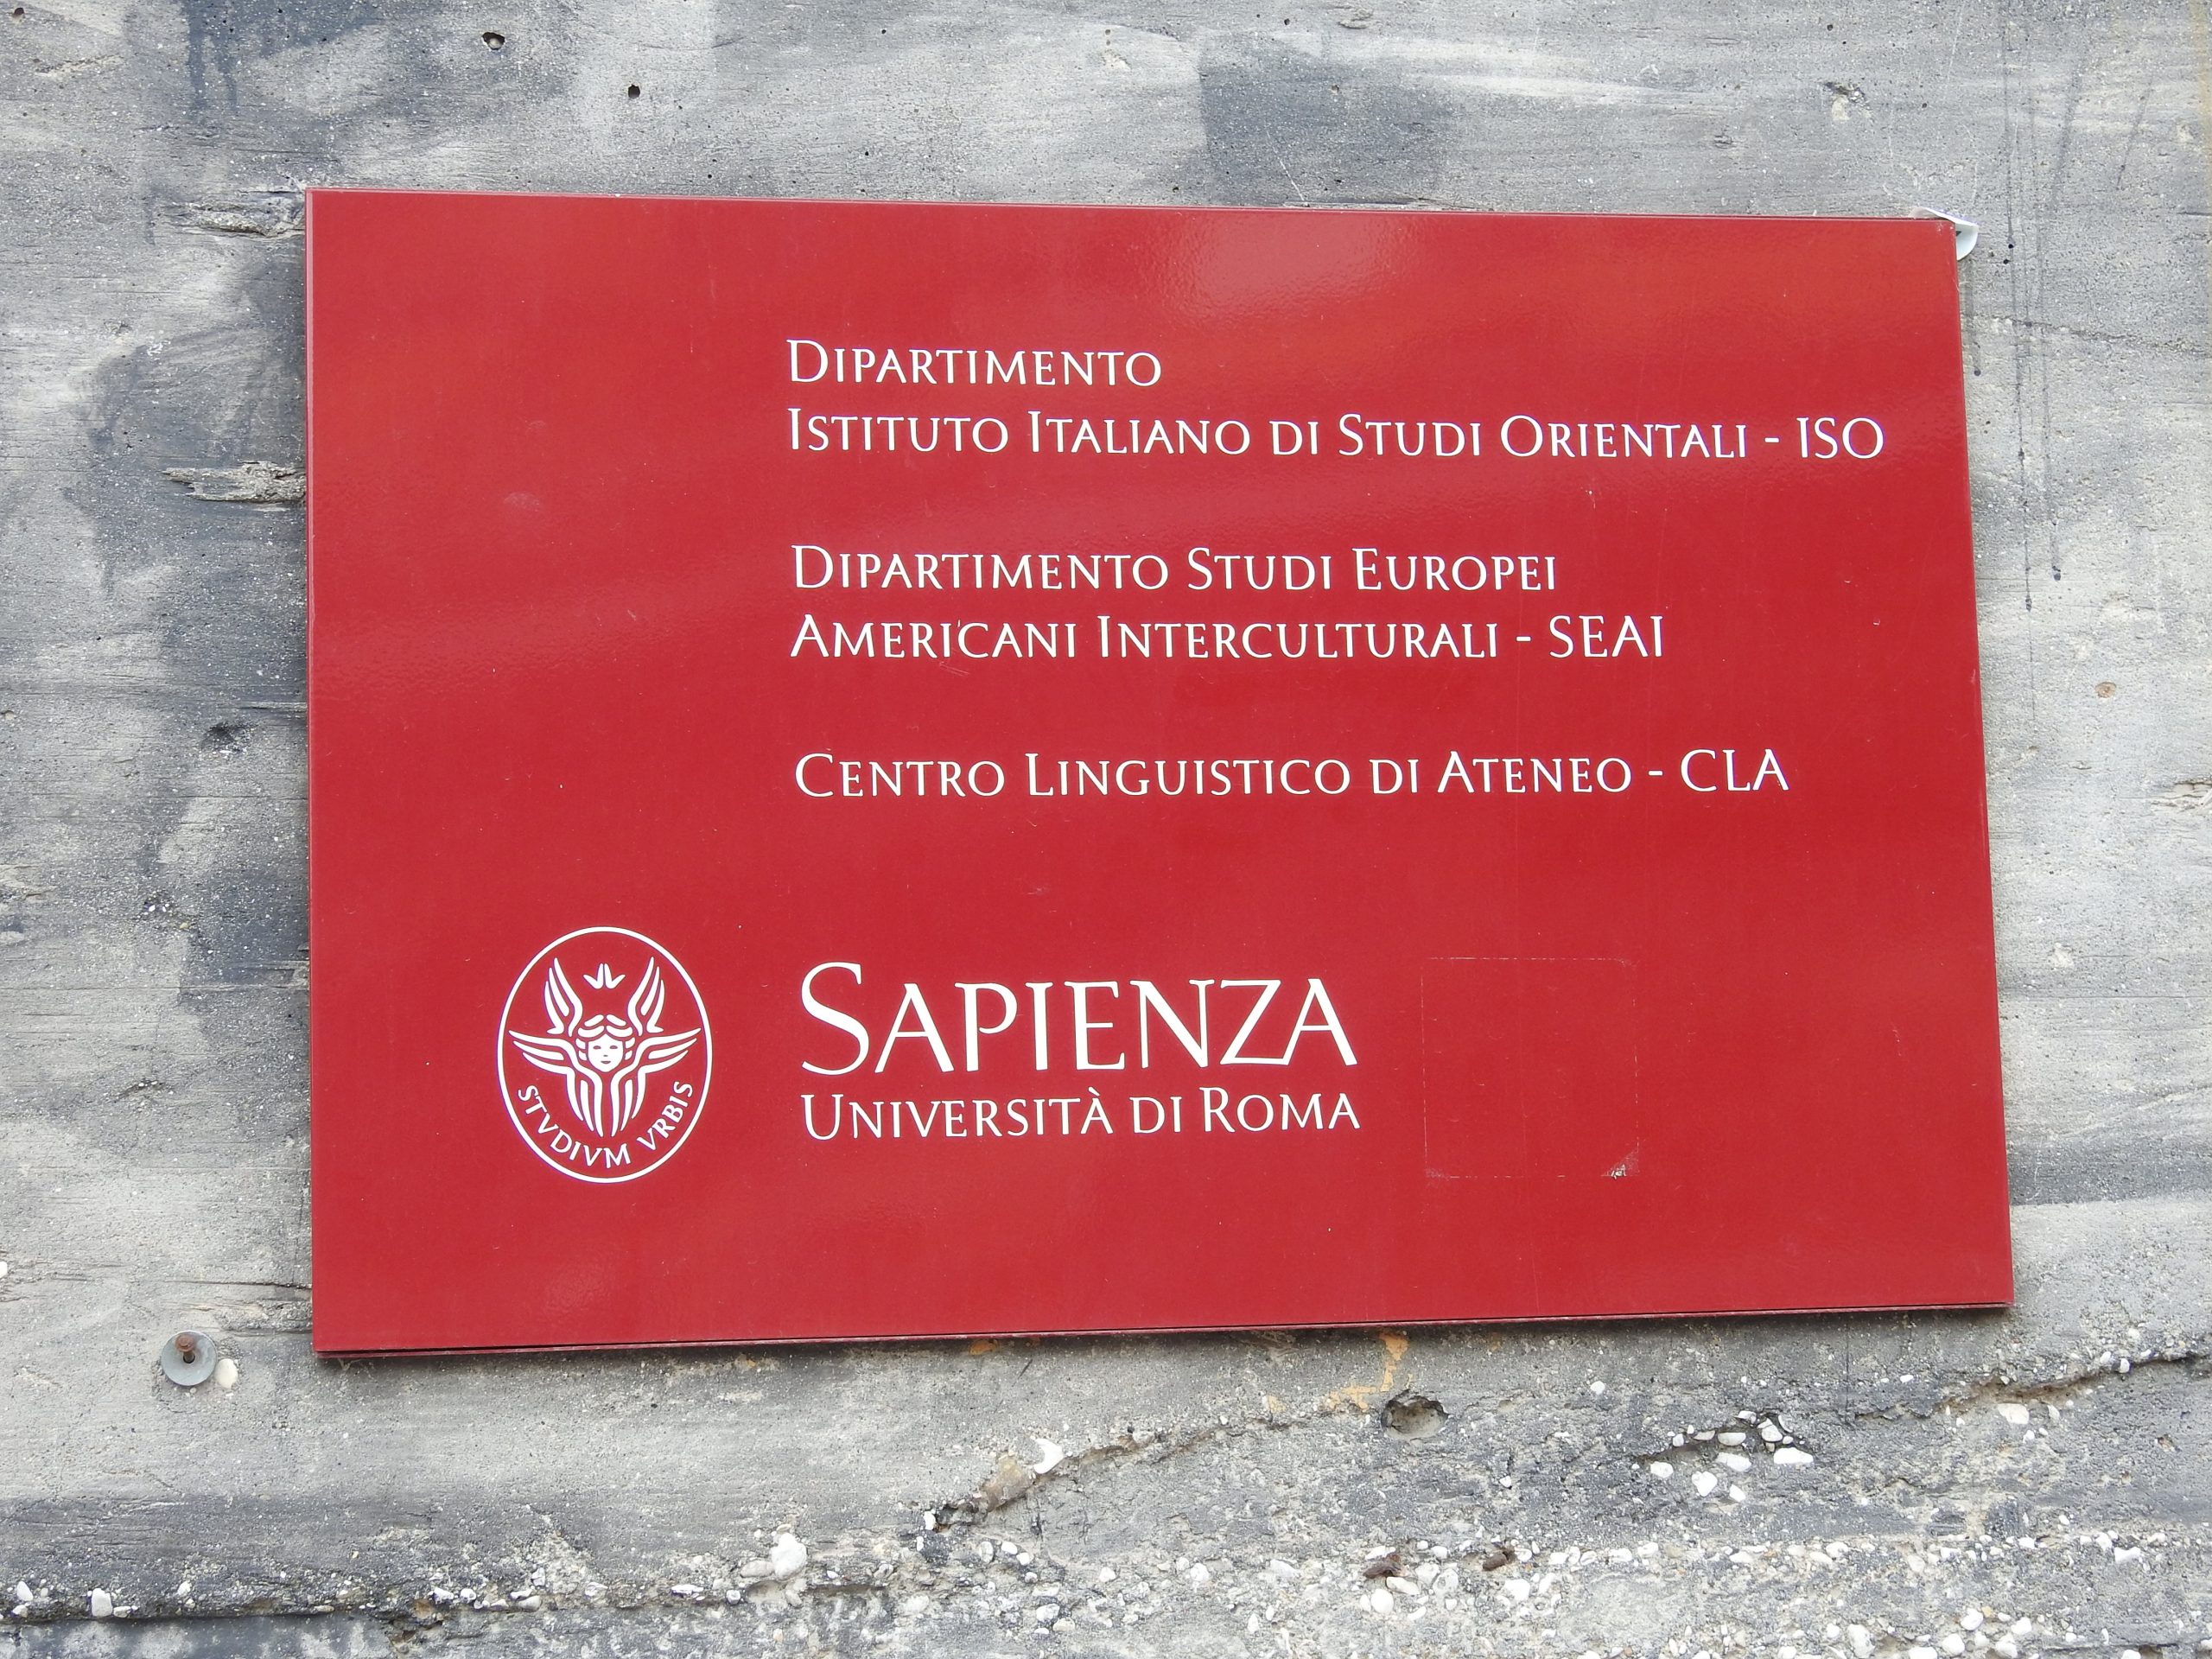 Dipartimento
Istituto Italiano di Studi Orientali - ISO
Dipartimento Studi Europei
Americani Interculturali - SEAI
Centro Linguistico di Ateneo - CLA
STVDIVM VRBIS
Sapienza
Università di Roma